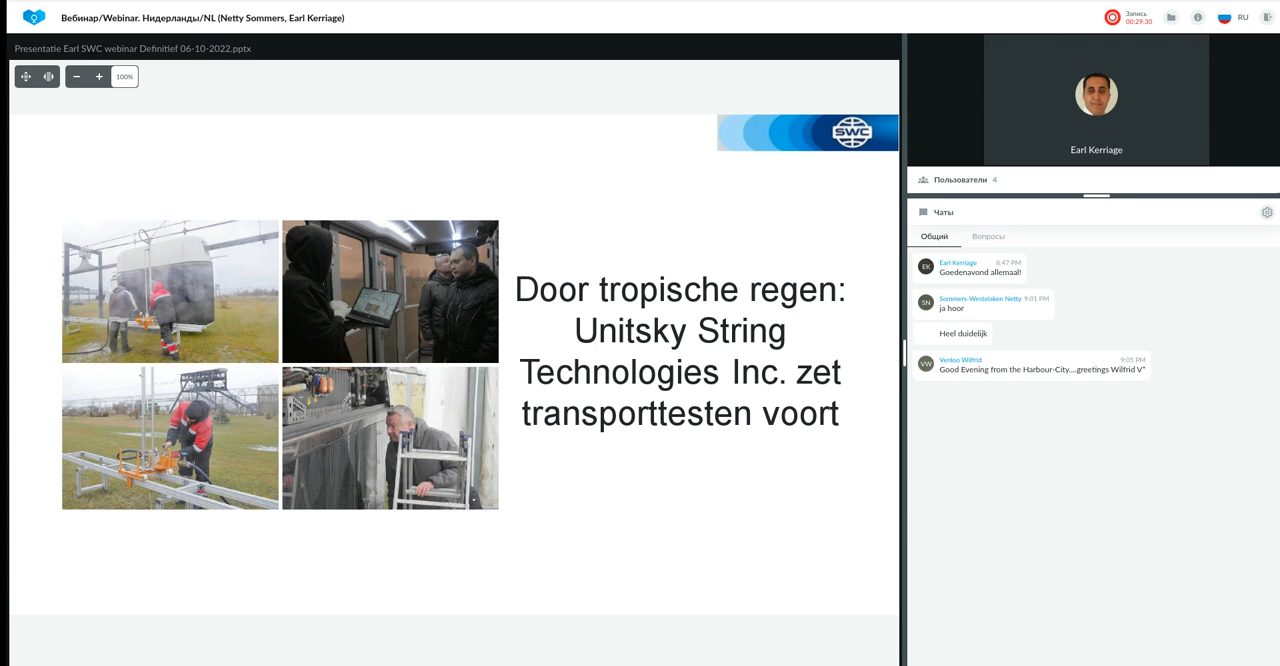 Вебинар/Webinar. Нидерланды/NL (Netty Sommers, Earl Kerriage)
Запись
00:29:30
RU
Presentatie Earl SWC webinar Definitief 06-10-2022.pptx
100%
SWC
Door tropische regen:
Unitsky String
Technologies Inc. zet
transporttesten voort
Earl Kerriage
Пользователи 4
Чаты
Общий
Вопросы
EK
Earl Kerriage 8:47 PM
Goedenavond allemaal!
SN
Sommers-Westelaken Netty 9:01 PM
ja hoor
Heel duidelijk
VW
Venloo Wilfrid 9:05 PM
Good Evening from the Harbour-City....greetings Wilfrid V"